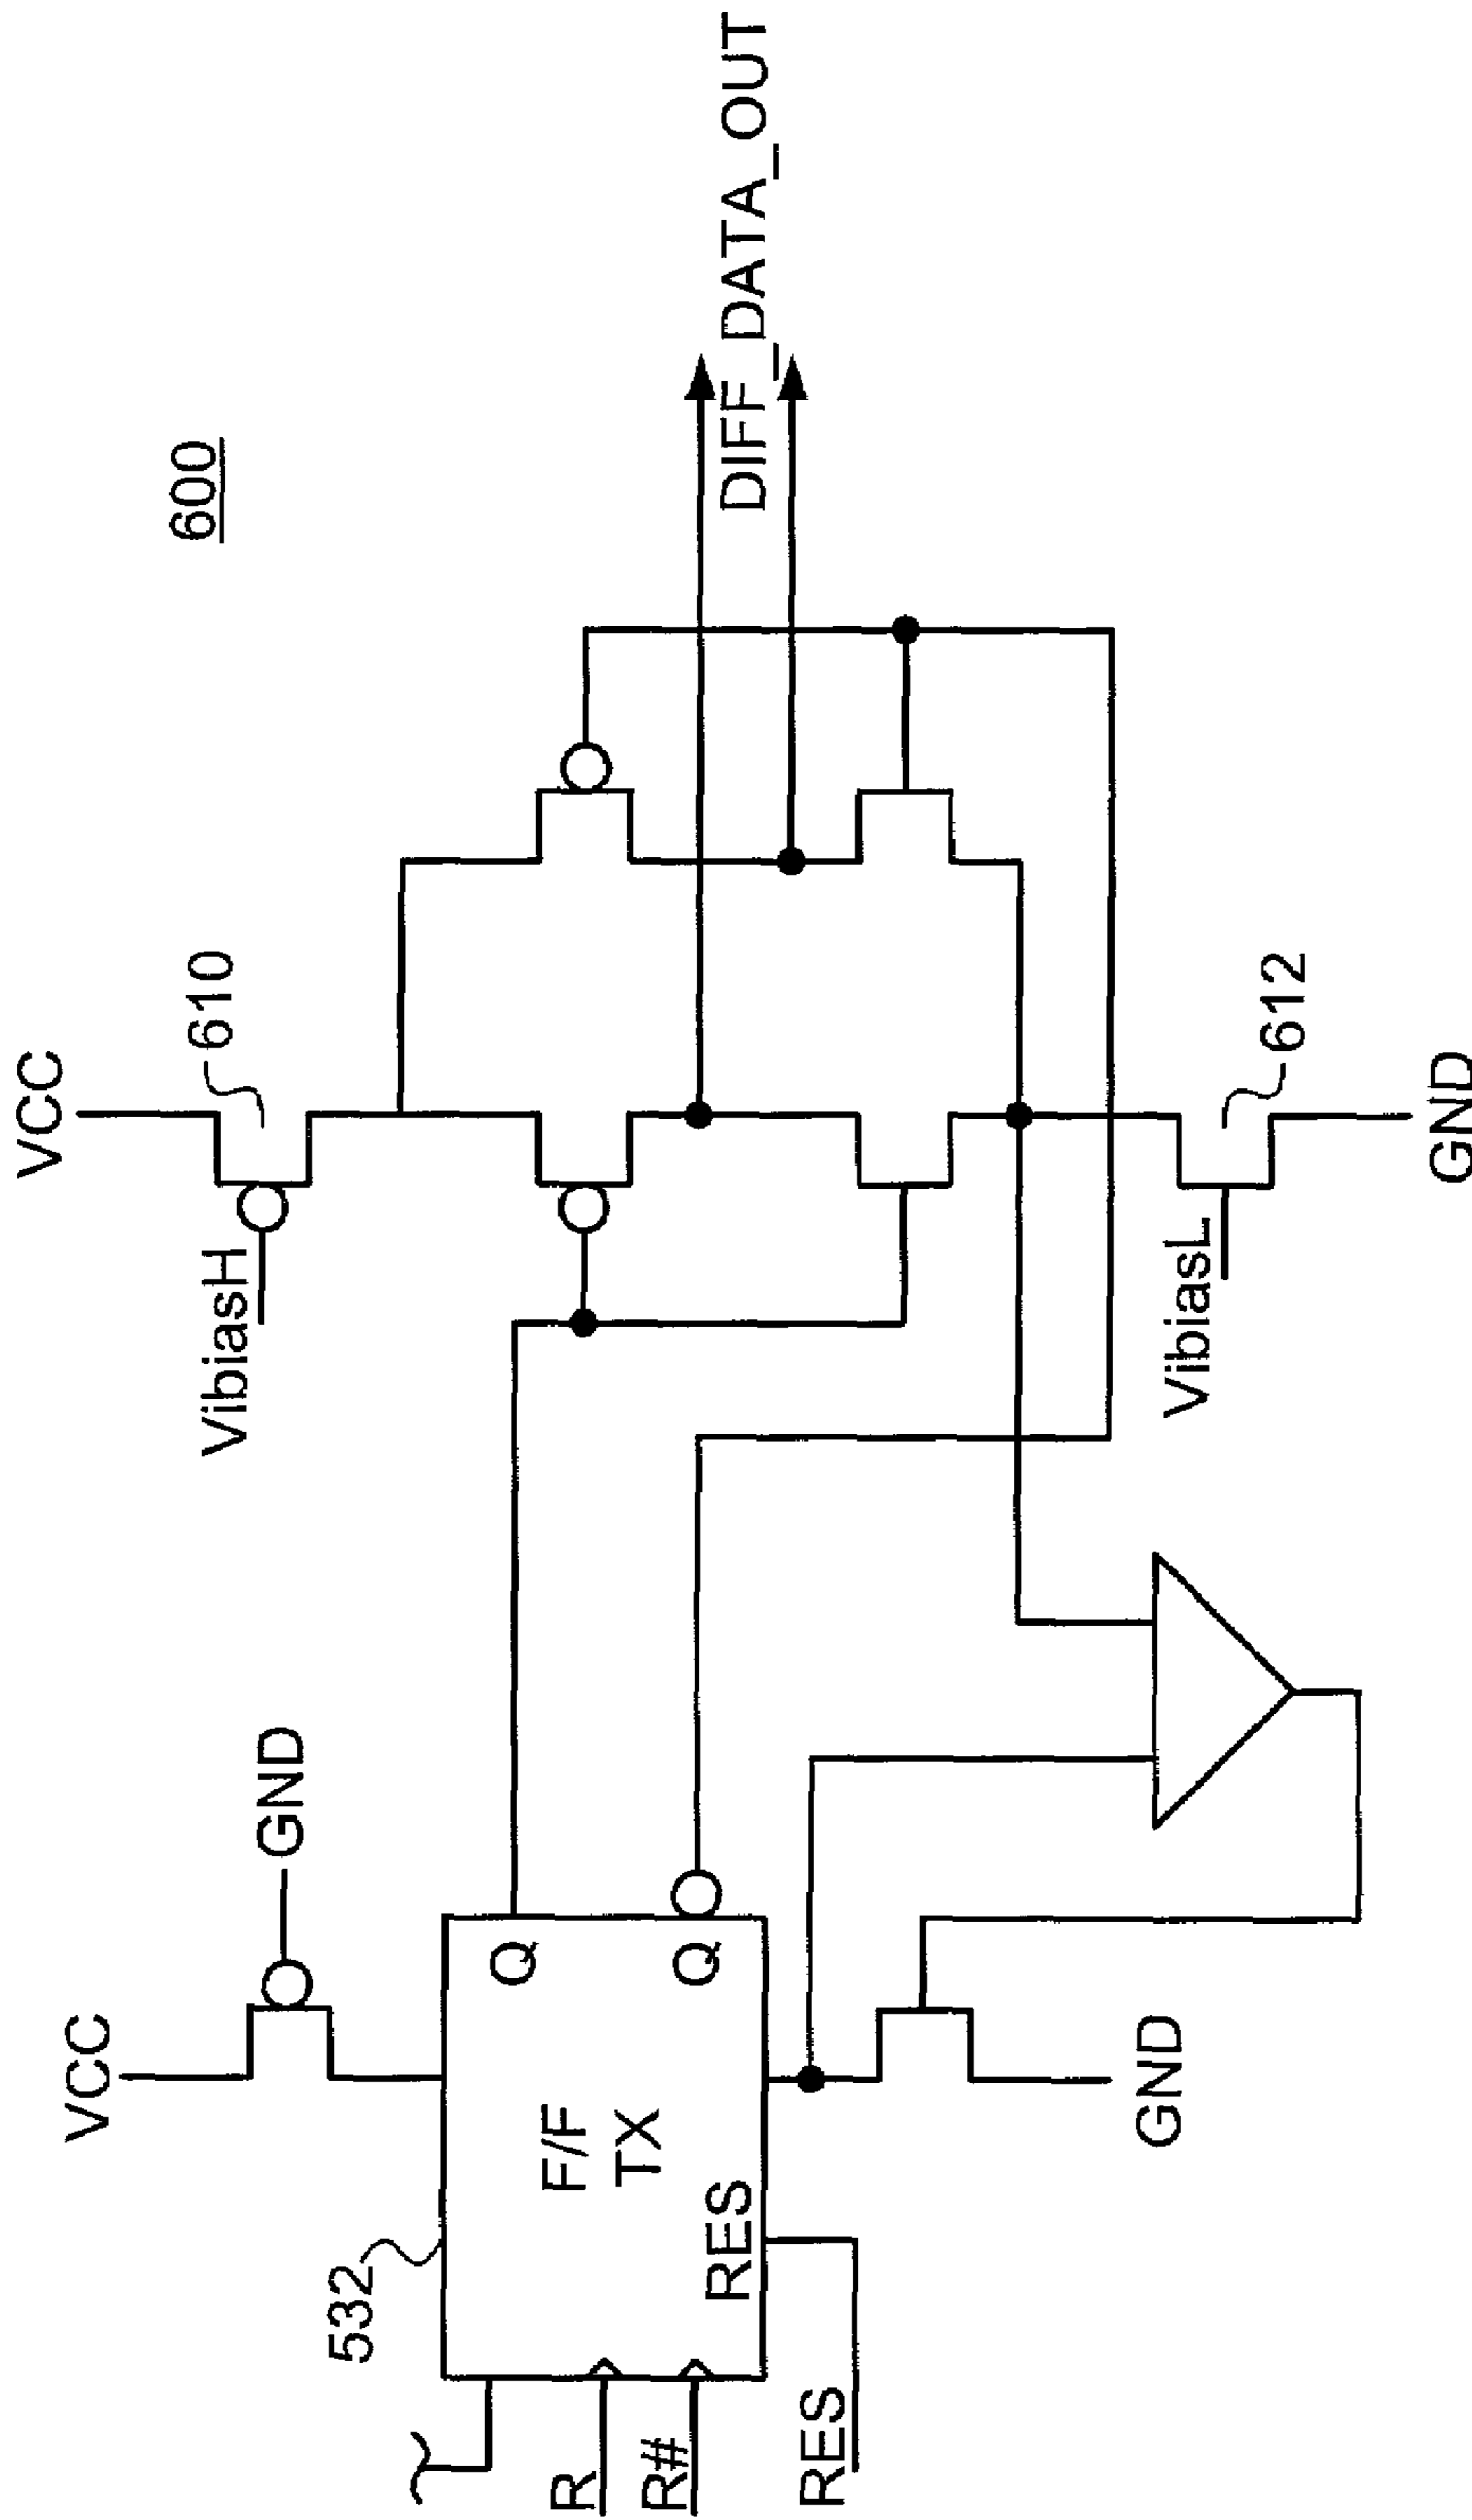 600
VCC
VibiasH
610
VCC
GND
532
F/F
TX
Q
Q
RES
R
R#
RES
GND
DIFF_DATA_OUT
VibiasL
612
GND